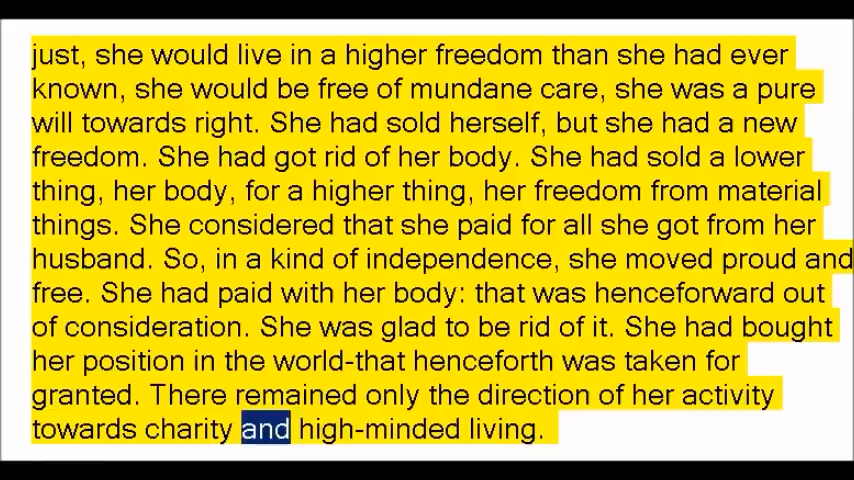 just, she would live in a higher freedom than she had ever
known, she would be free of mundane care, she was a pure
will towards right. She had sold herself, but she had a new
freedom. She had got rid of her body. She had sold a lower
thing, her body, for a higher thing, her freedom from material
things. She considered that she paid for all she got from her
husband. So, in a kind of independence, she moved proud and
free. She had paid with her body: that was henceforward out
of consideration. She was glad to be rid of it. She had bought
her position in the world-that henceforth was taken for
granted. There remained only the direction of her activity
towards charity and high-minded living.